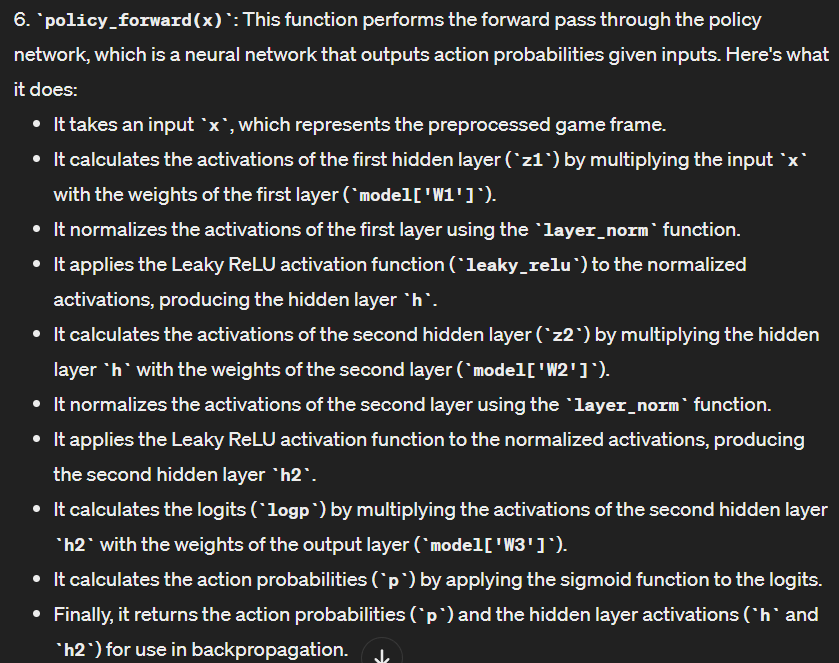 6. `policy_forward(x)`: This function performs the forward pass through the policy
network, which is a neural network that outputs action probabilities given inputs. Here's what
it does:
• It takes an input `x`, which represents the preprocessed game frame.
• It calculates the activations of the first hidden layer (`z1`) by multiplying the input `x`
with the weights of the first layer (`model['W1']`).
• It normalizes the activations of the first layer using the `layer_norm` function.
• It applies the Leaky ReLU activation function (`leaky_relu`) to the normalized
activations, producing the hidden layer `h`.
• It calculates the activations of the second hidden layer (`z2`) by multiplying the hidden
layer `h` with the weights of the second layer (`model['W2']`).
• It normalizes the activations of the second layer using the `layer_norm` function.
• It applies the Leaky ReLU activation function to the normalized activations, producing
the second hidden layer `h2`.
• It calculates the logits (`logp`) by multiplying the activations of the second hidden layer
`h2` with the weights of the output layer (`model['W3']`).
• It calculates the action probabilities (`p`) by applying the sigmoid function to the logits.
• Finally, it returns the action probabilities (`p`) and the hidden layer activations (`h` and
`h2`) for use in backpropagation.